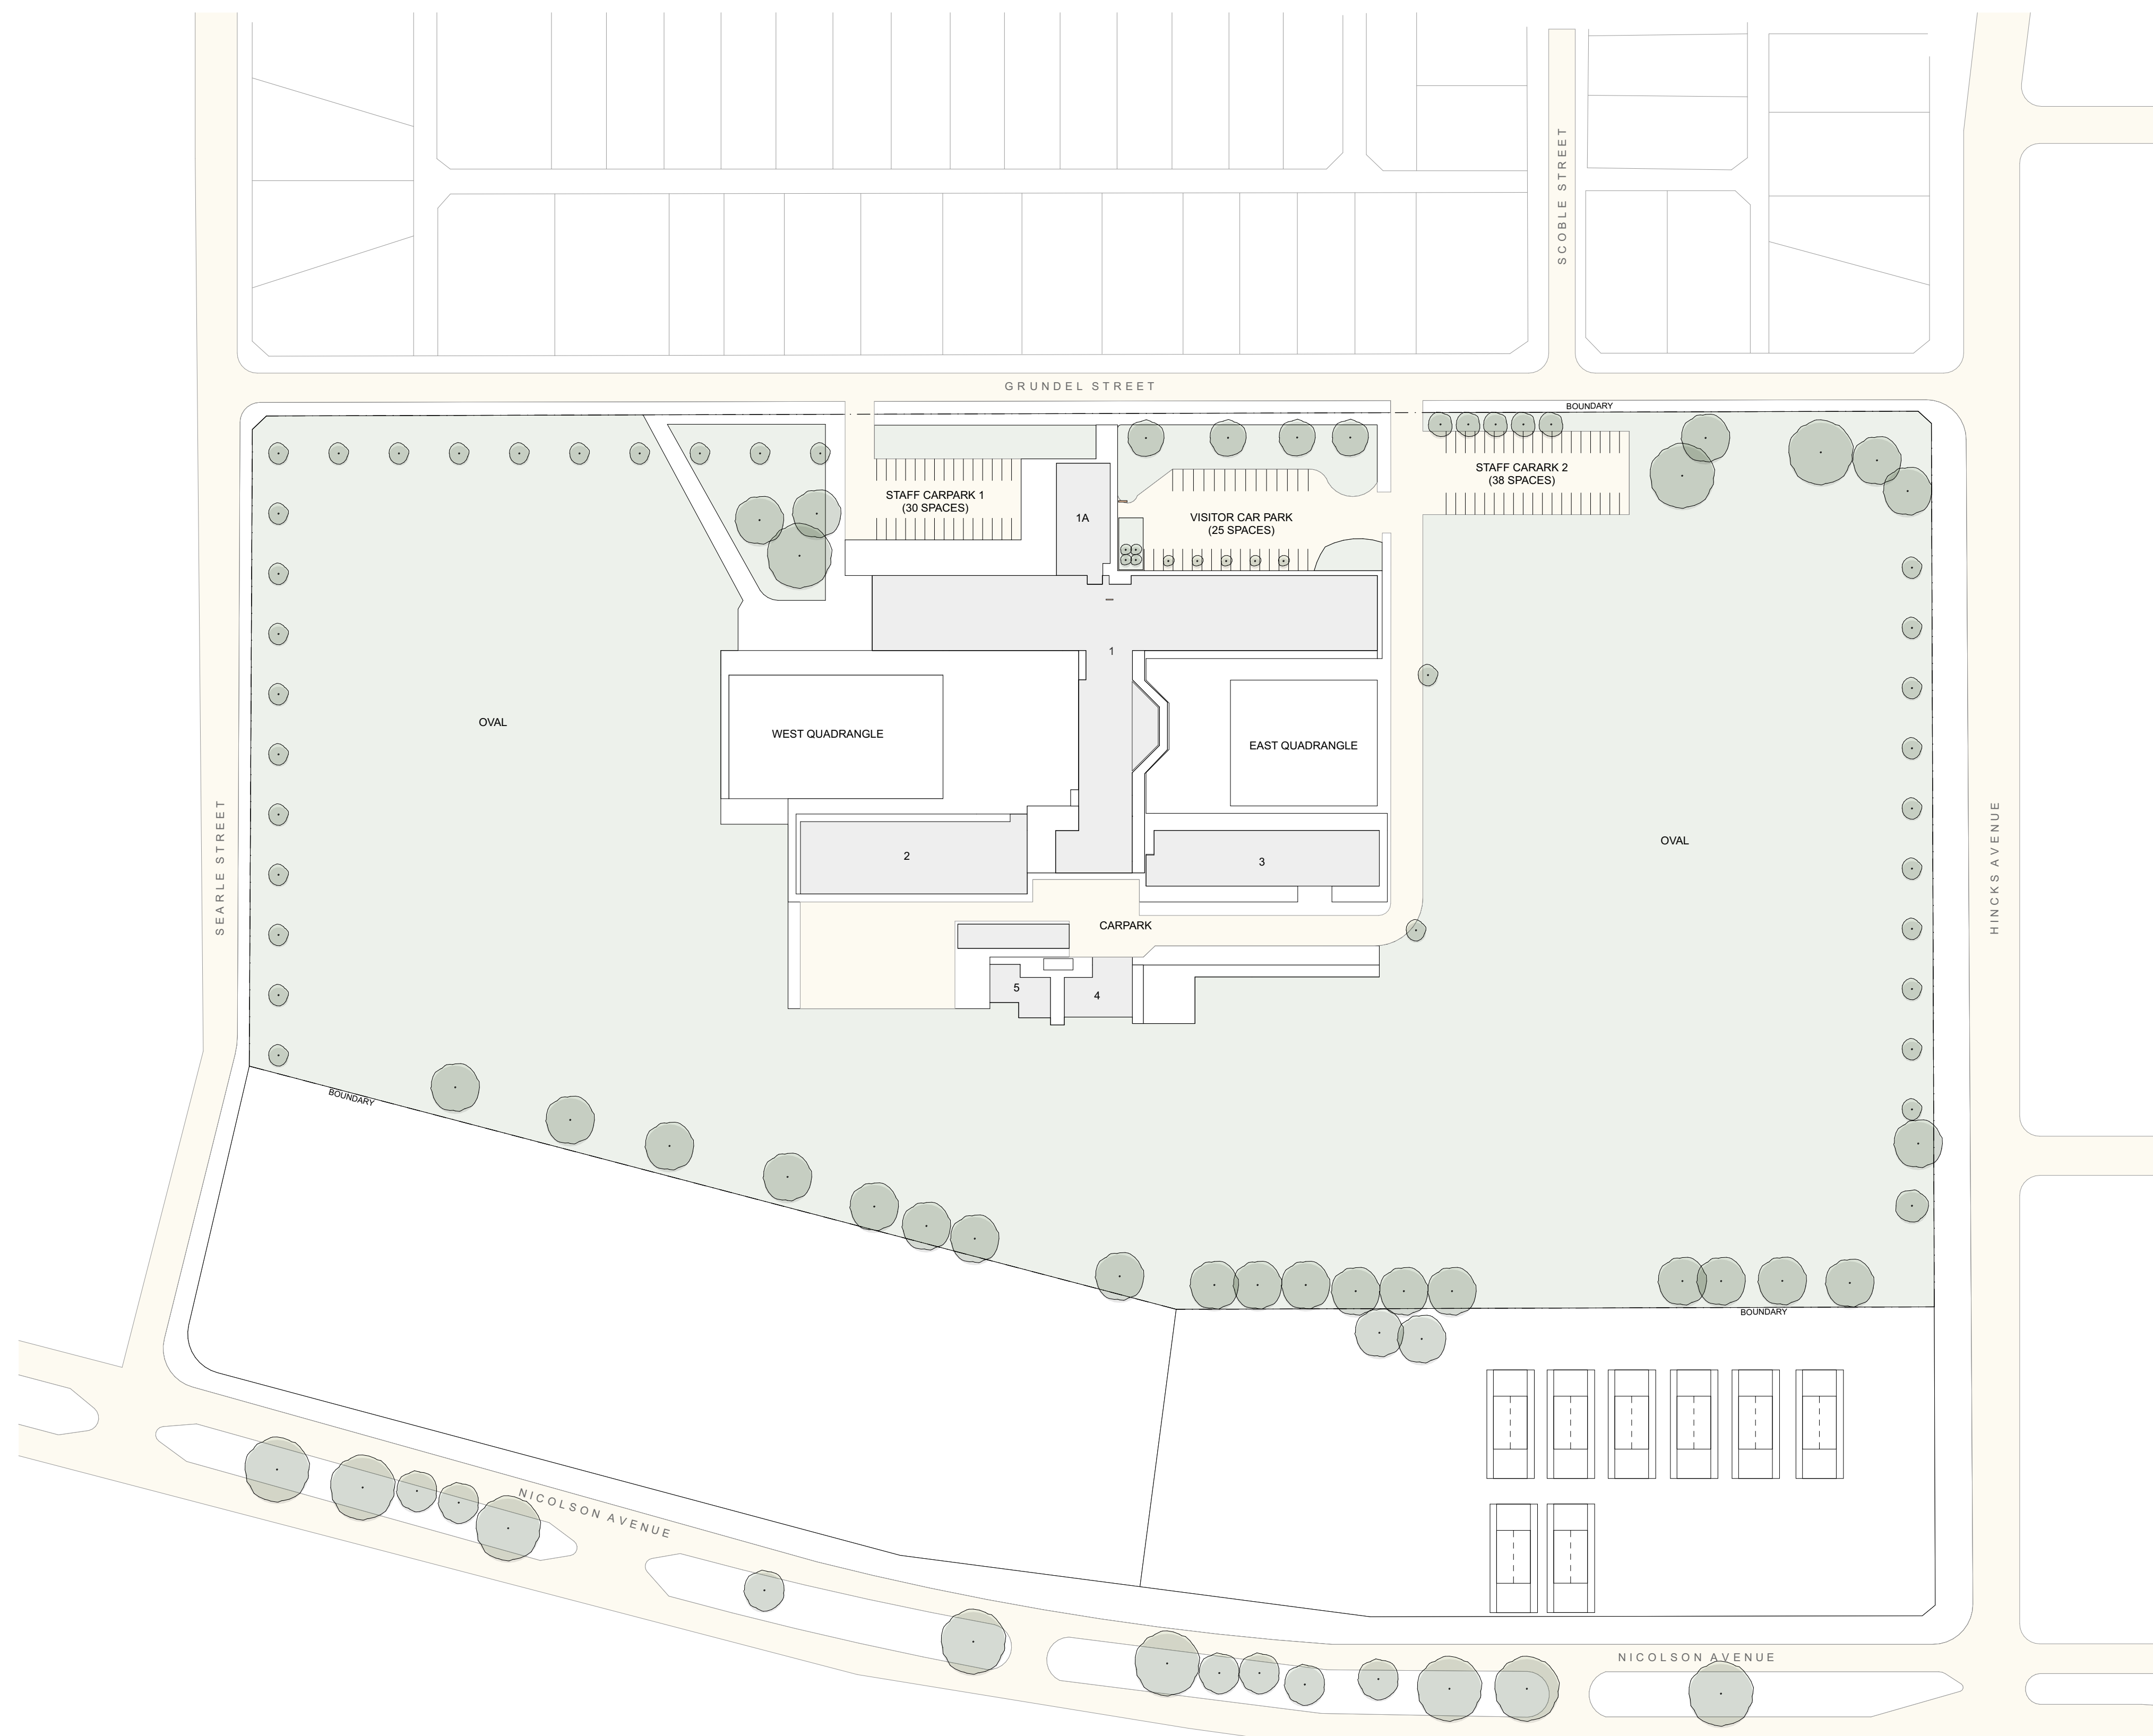 SCOBLE STREET
GRUNDEL STREET
BOUNDARY
STAFF CARPARK 1
(30 SPACES)
1A
VISITOR CAR PARK
(25 SPACES)
STAFF CARARK 2
(38 SPACES)
1
OVAL
WEST QUADRANGLE
EAST QUADRANGLE
SEARLE STREET
2
3
OVAL
HINCKS AVENUE
CARPARK
5
4
BOUNDARY
BOUNDARY
NICOLSON AVENUE
NICOLSON AVENUE